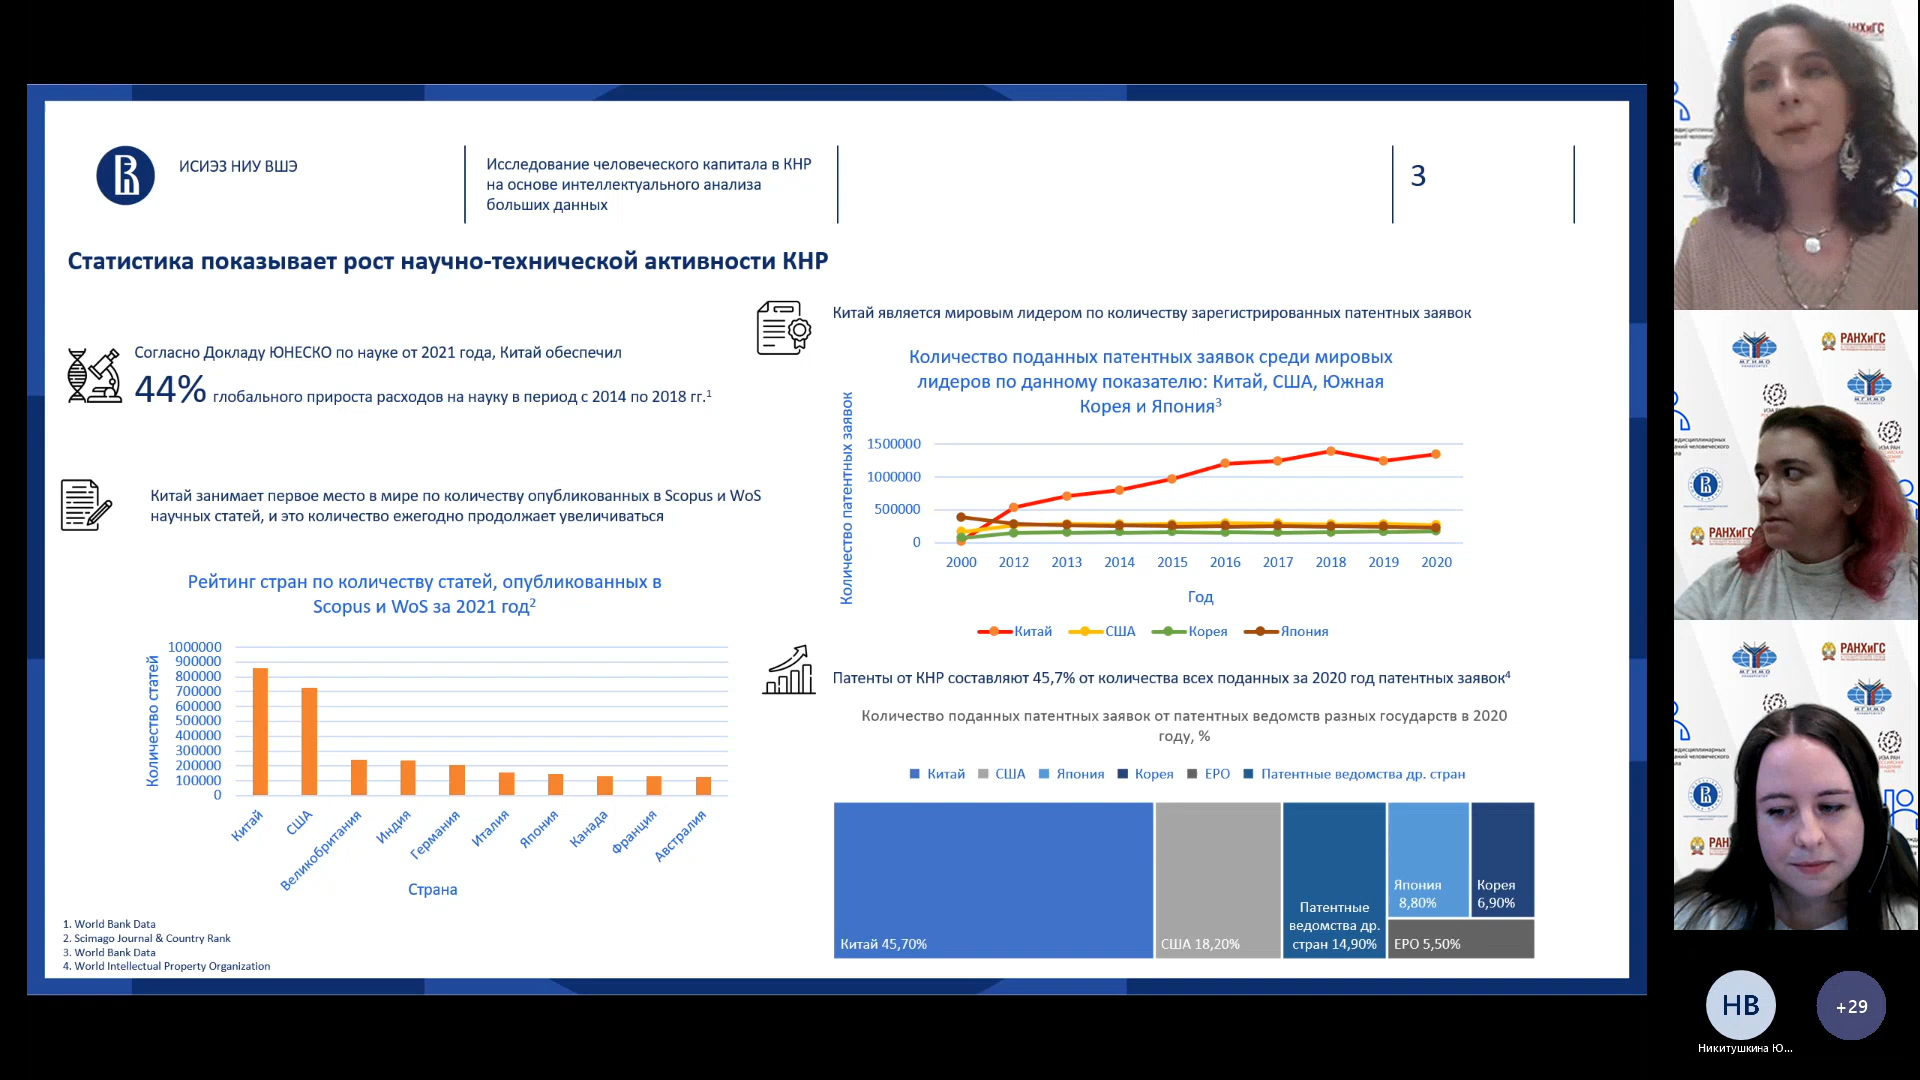 ИСИЭЗ НИУ ВШЭ
Исследование человеческого капитала в КНР
на основе интеллектуального анализа
больших данных
3
Статистика показывает рост научно-технической активности КНР
Согласно Докладу ЮНЕСКО по науке от 2021 года, Китай обеспечил
44% глобального прироста расходов на науку в период с 2014 по 2018 гг.¹
Китай занимает первое место в мире по количеству опубликованных в Scopus и WoS
научных статей, и это количество ежегодно продолжает увеличиваться
Рейтинг стран по количеству статей, опубликованных в
Scopus и WoS за 2021 год²
Количество статей
1000000
900000
800000
700000
600000
500000
400000
300000
200000
100000
0
Китай
США
Великобритания
Индия
Германия
Италия
Япония
Канада
Франция
Австралия
Страна
1. World Bank Data
2. Scimago Journal & Country Rank
3. World Bank Data
4. World Intellectual Property Organization
Китай является мировым лидером по количеству зарегистрированных патентных заявок
Количество поданных патентных заявок среди мировых
лидеров по данному показателю: Китай, США, Южная
Корея и Япония³
Количество патентных заявок
1500000
1000000
500000
0
2000 2012 2013 2014 2015 2016 2017 2018 2019 2020
Год
Китай США Корея Япония
Патенты от КНР составляют 45,7% от количества всех поданных за 2020 год патентных заявок⁴
Количество поданных патентных заявок от патентных ведомств разных государств в 2020
году, %
Китай США Япония Корея EPO Патентные ведомства др. стран
Китай 45,70%
США 18,20%
Патентные
ведомства др.
стран 14,90%
Япония
8,80%
Корея
6,90%
EPO 5,50%
РАНХиГС
МГИМО
МГИМО
ИЭА РАН
РАНХиГС
РАНХиГС
МГИМО
МГИМО
НВ
+29
Никитушкина Ю...